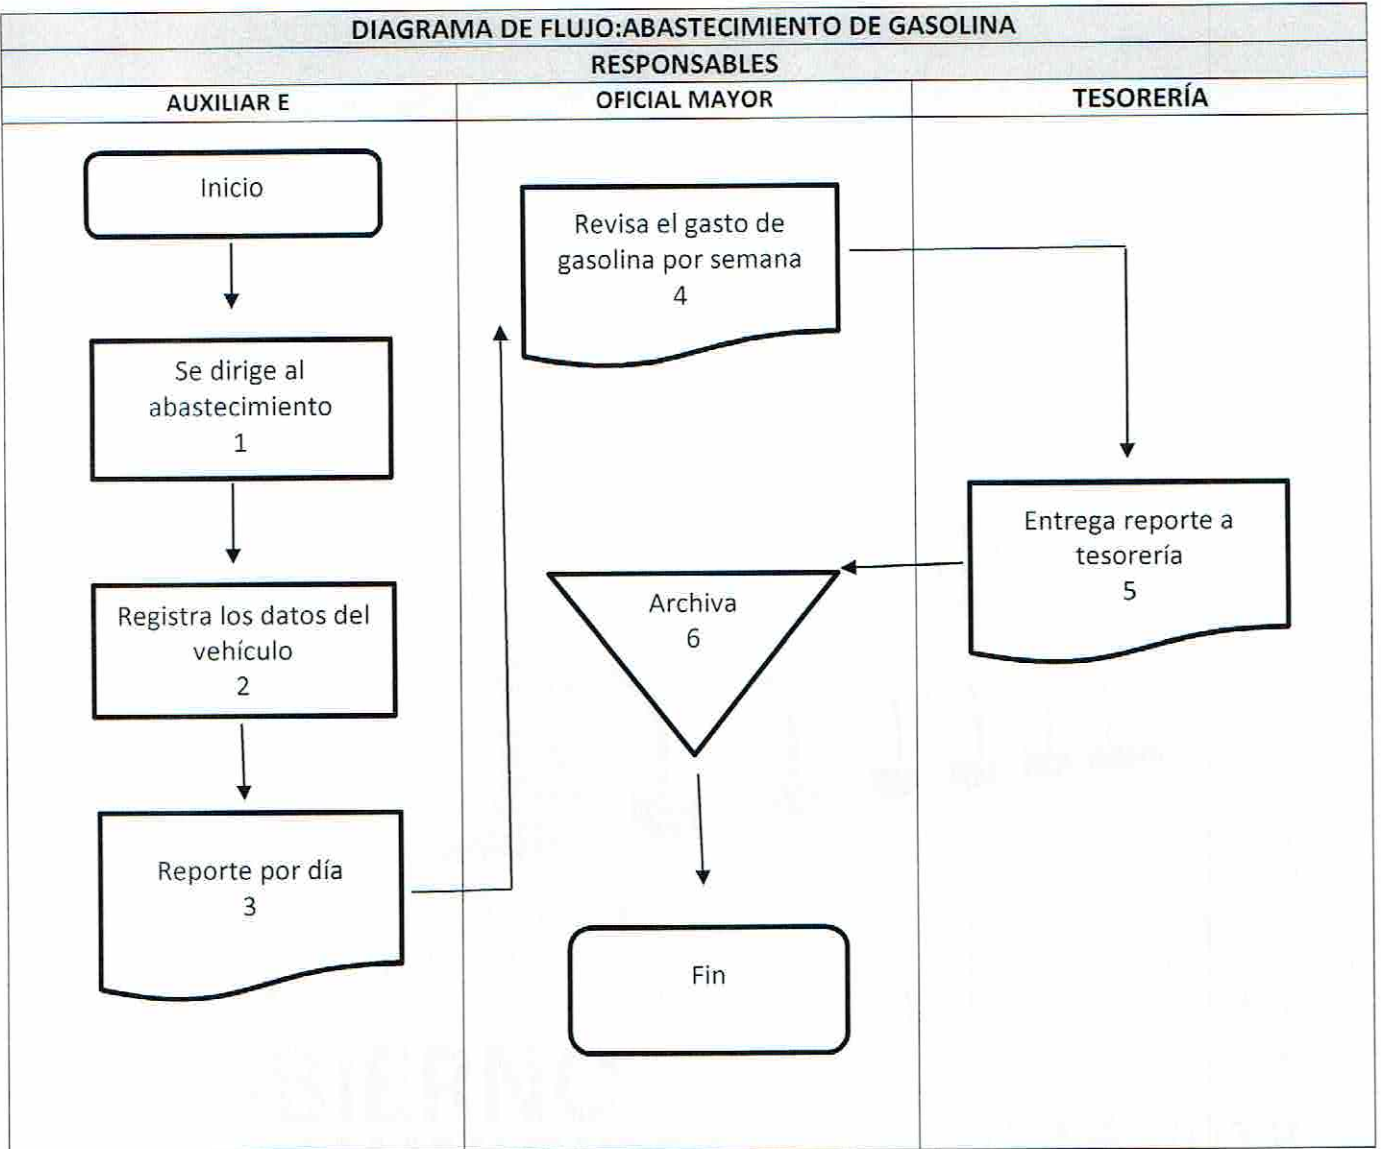 DIAGRAMA DE FLUJO:ABASTECIMIENTO DE GASOLINA
RESPONSABLES
AUXILIAR E
OFICIAL MAYOR
TESORERÍA
Inicio
Se dirige al
abastecimiento
1
Registra los datos del
vehículo
2
Reporte por día
3
Revisa el gasto de
gasolina por semana
4
Entrega reporte a
tesorería
5
Archiva
6
Fin